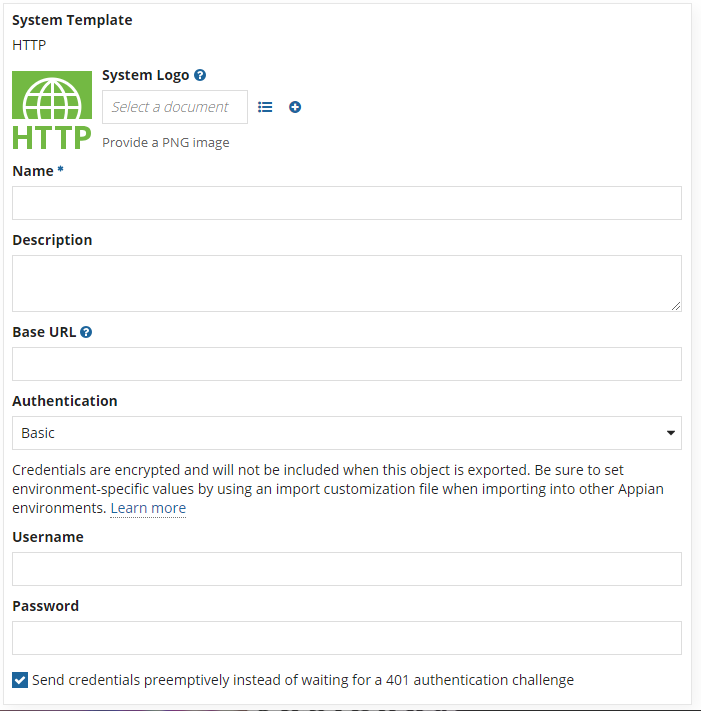 System Template
HTTP
System Logo
Select a document
HTTP
Provide a PNG image
Name *
Description
Base URL
Authentication
Basic
Credentials are encrypted and will not be included when this object is exported. Be sure to set
environment-specific values by using an import customization file when importing into other Appian
environments. Learn more
Username
Password
Send credentials preemptively instead of waiting for a 401 authentication challenge